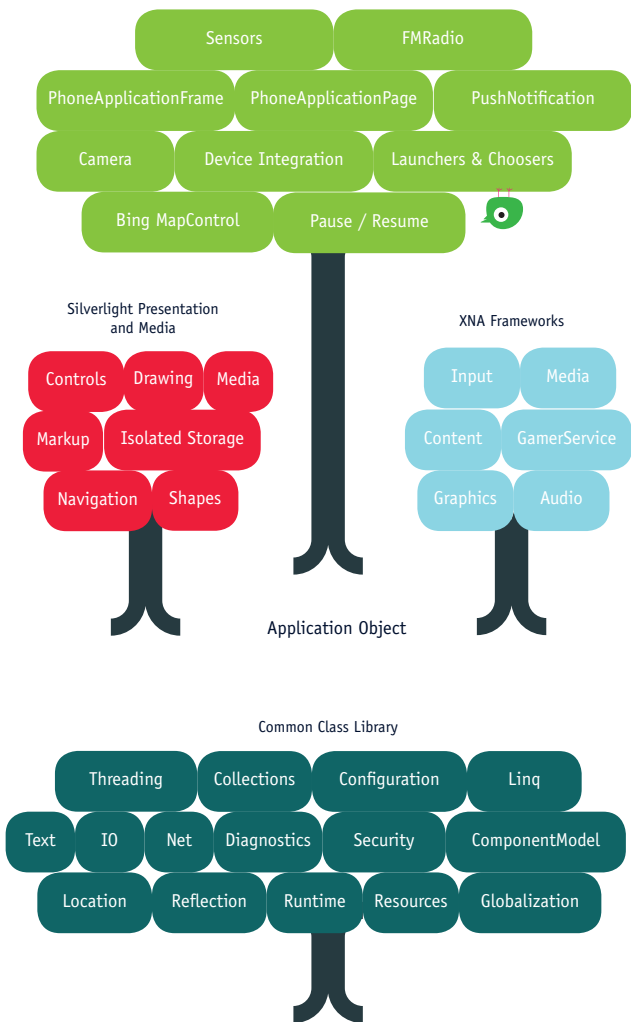 Sensors FMRadio
PhoneApplicationFrame PhoneApplicationPage PushNotification
Camera Device Integration Launchers & Choosers
Bing MapControl Pause / Resume
Silverlight Presentation
and Media
Controls Drawing Media
Markup Isolated Storage
Navigation Shapes
XNA Frameworks
Input Media
Content GamerService
Graphics Audio
Application Object
Common Class Library
Threading Collections Configuration Linq
Text IO Net Diagnostics Security ComponentModel
Location Reflection Runtime Resources Globalization